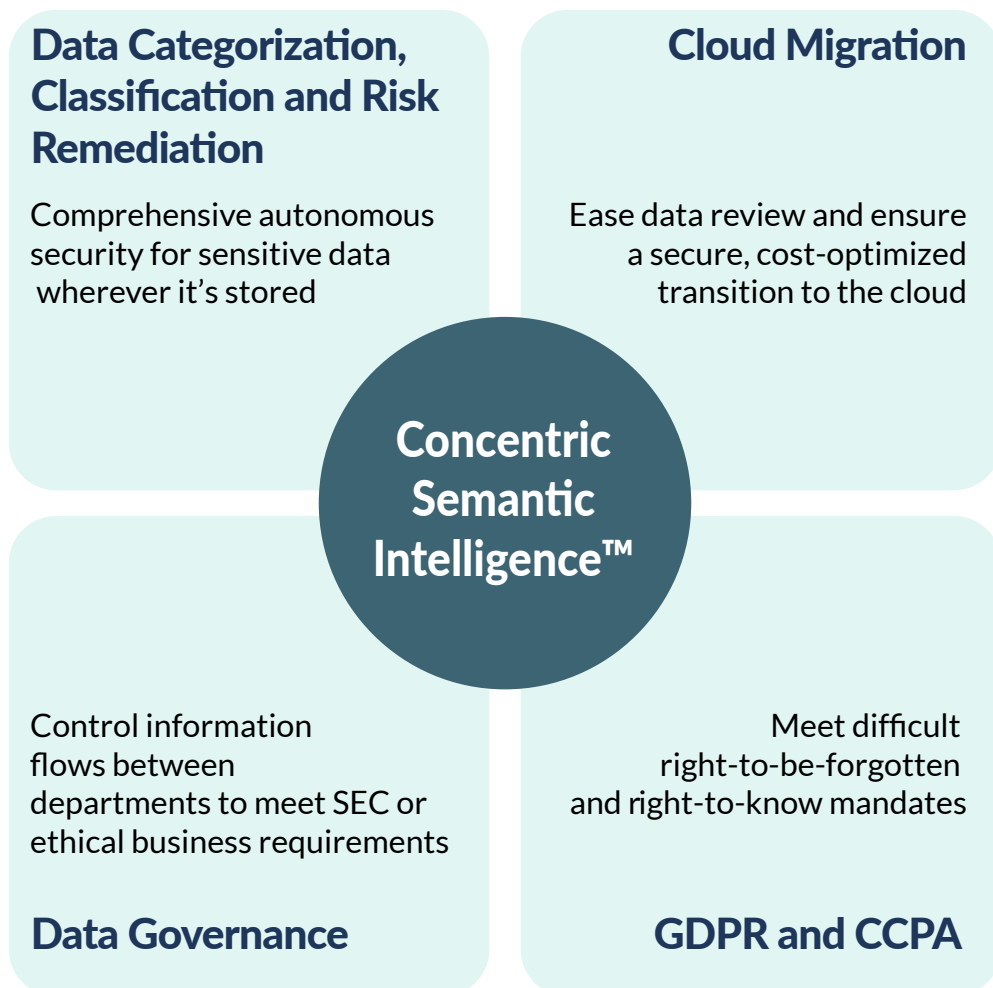 Data Categorization,
Classification and Risk
Remediation
Comprehensive autonomous
security for sensitive data
wherever it’s stored
Cloud Migration
Ease data review and ensure
a secure, cost-optimized
transition to the cloud
Concentric
Semantic
Intelligence™
Control information
flows between
departments to meet SEC or
ethical business requirements
Data Governance
Meet difficult
right-to-be-forgotten
and right-to-know mandates
GDPR and CCPA